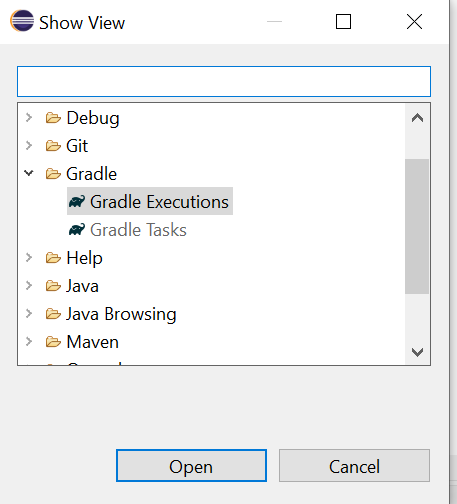 Show View
Debug
Git
Gradle
Gradle Executions
Gradle Tasks
Help
Java
Java Browsing
Maven
Open
Cancel